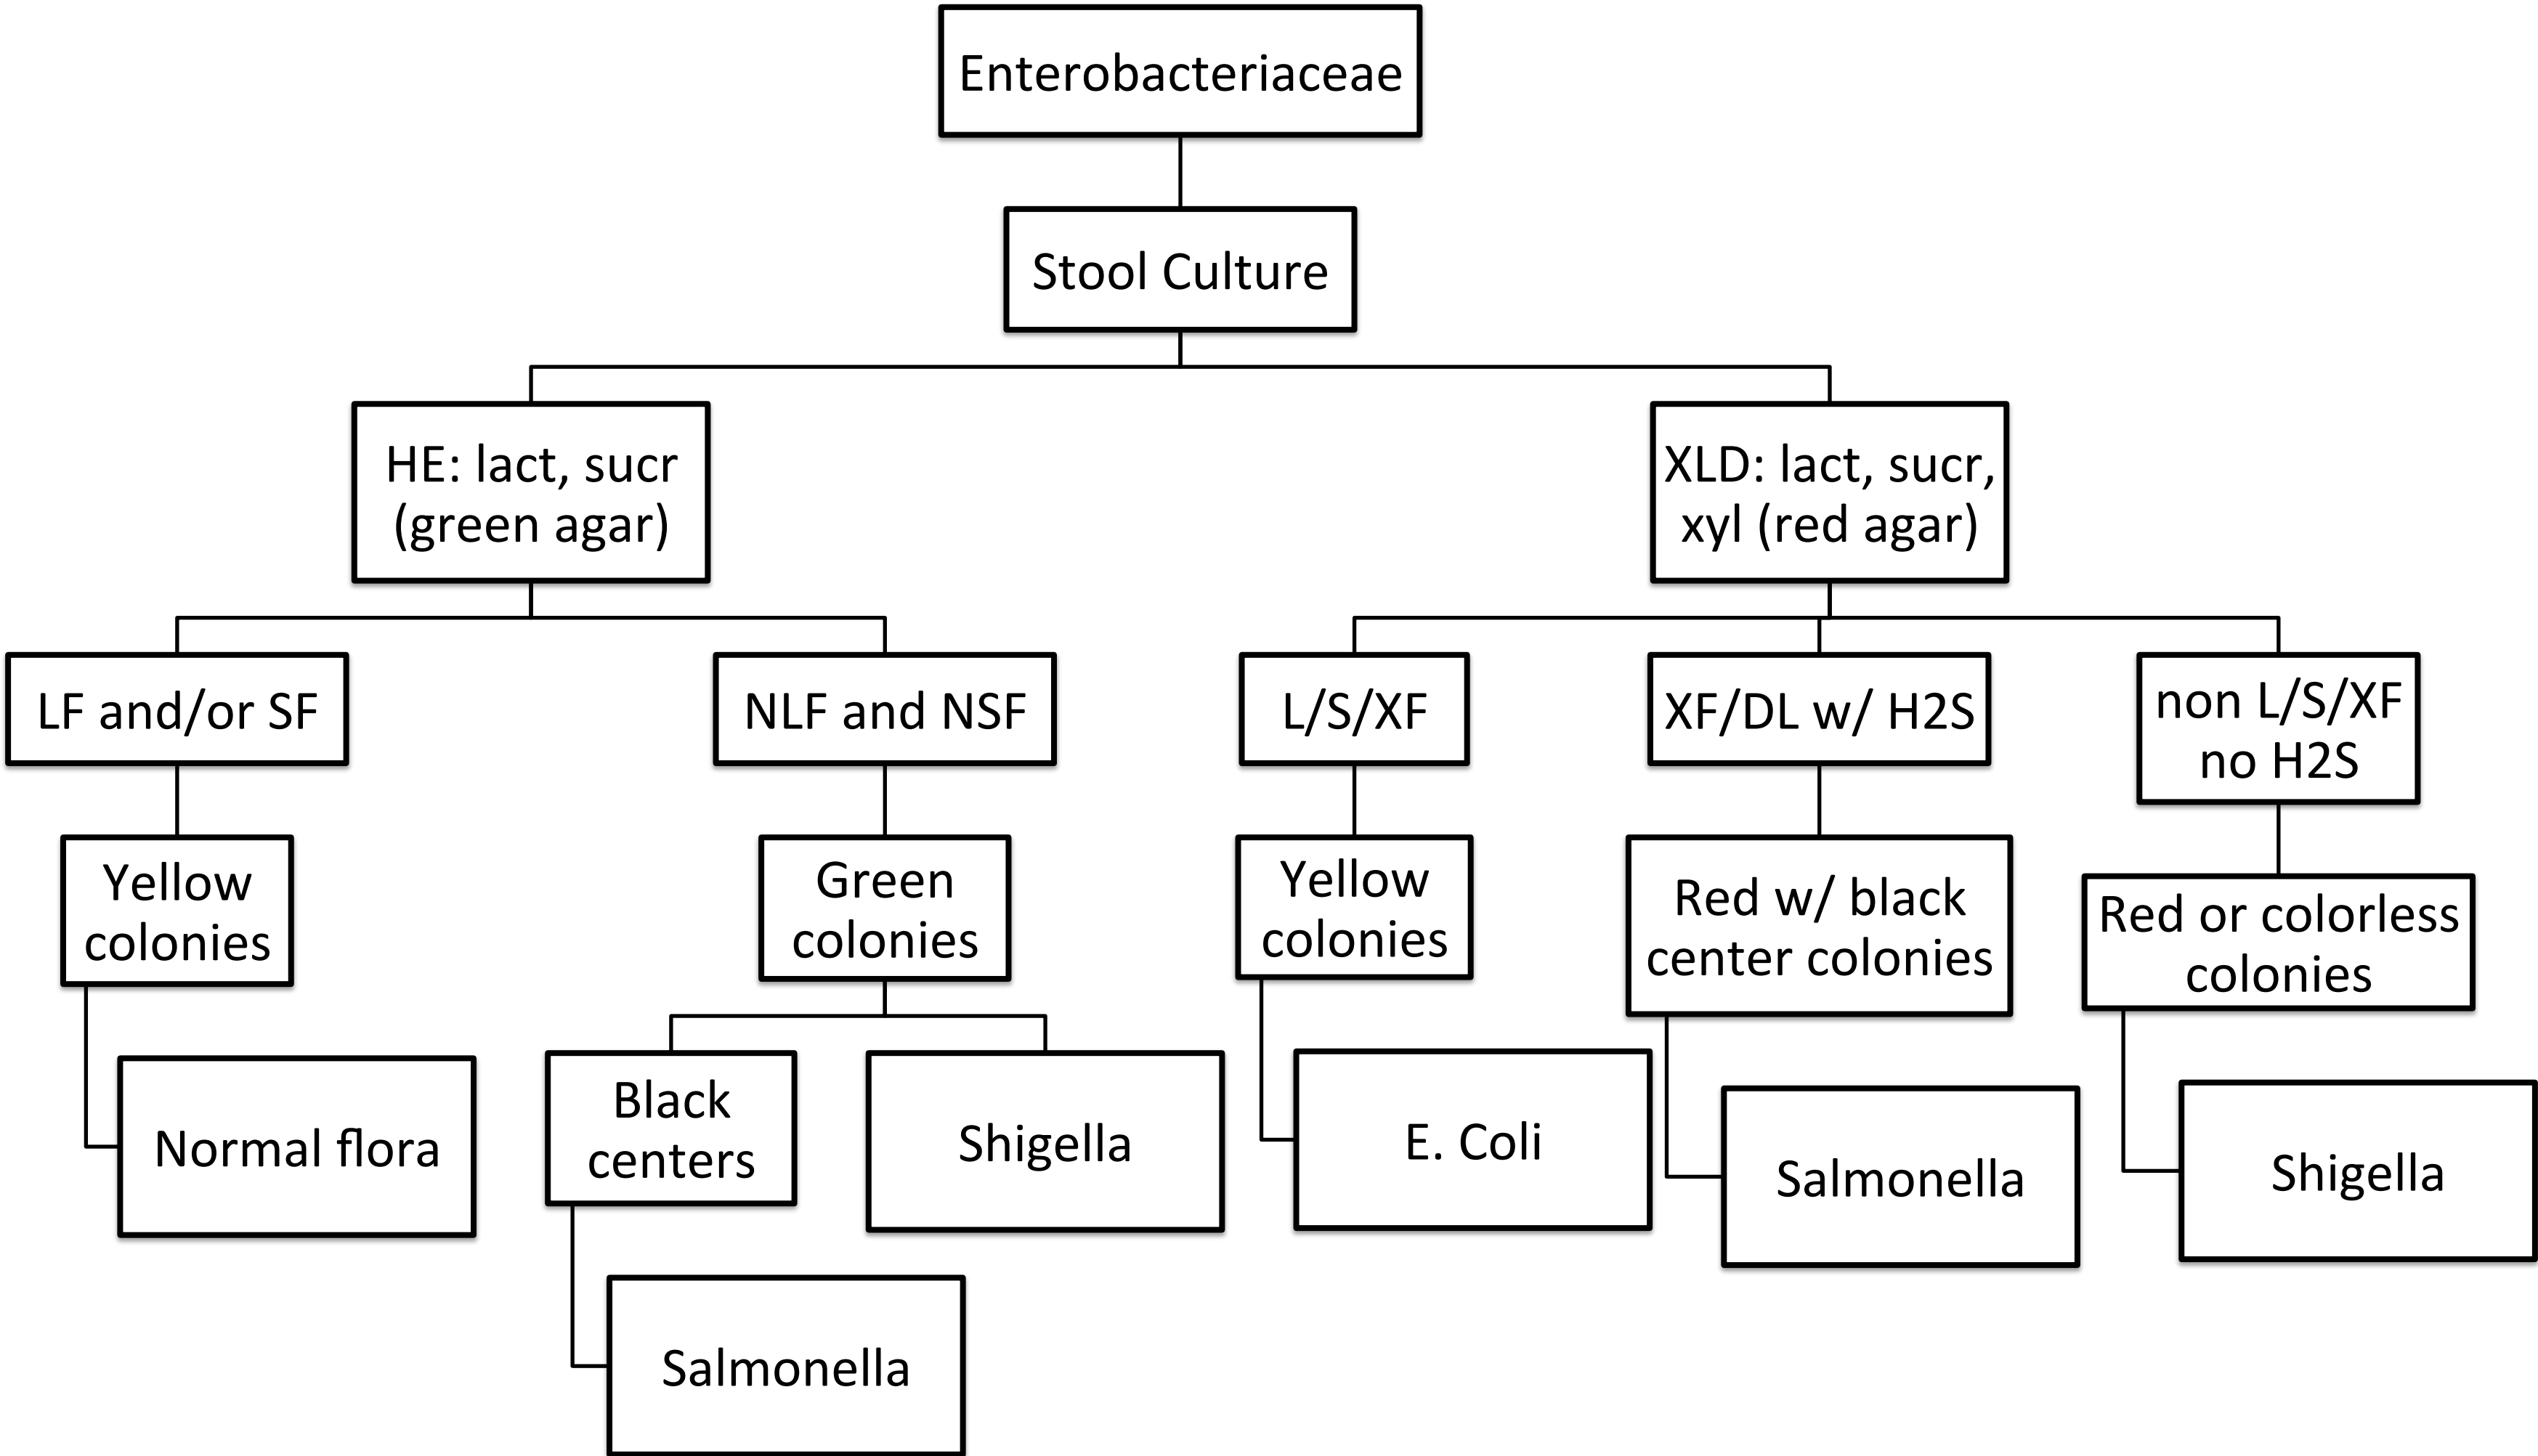 Enterobacteriaceae
Stool Culture
HE: lact, sucr
(green agar)
XLD: lact, sucr,
xyl (red agar)
LF and/or SF
NLF and NSF
L/S/XF
XF/DL w/ H2S
non L/S/XF
no H2S
Yellow
colonies
Green
colonies
Yellow
colonies
Red w/ black
center colonies
Red or colorless
colonies
Normal flora
Black
centers
Shigella
E. Coli
Salmonella
Shigella
Salmonella